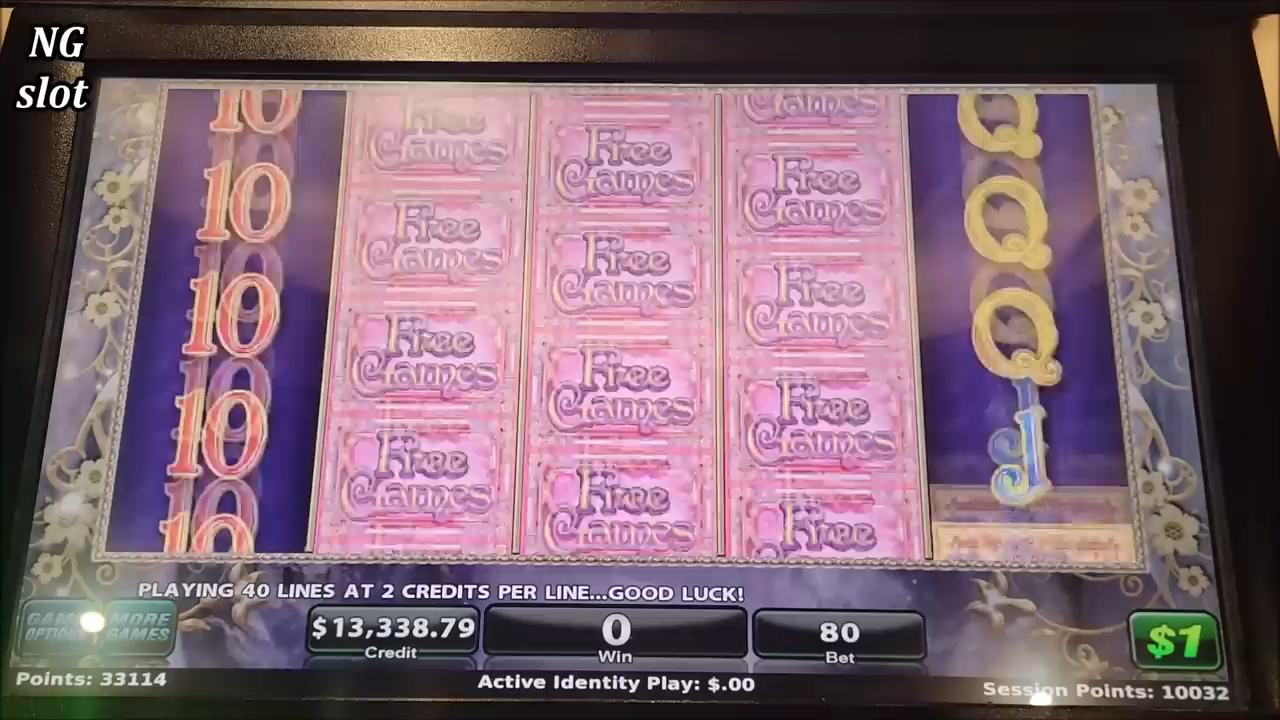 NG
slot
10
10
10
10
10
Free
Games
Free
Games
Free
Games
Free
Games
Free
Games
Free
Games
Free
Games
Free
Games
Games
Free
Games
Free
Games
Free
Games
Free
Q
Q
Q
J
PLAYING 40 LINES AT 2 CREDITS PER LINE...GOOD LUCK!
GAME OPTIONS
MORE GAMES
$13,338.79
Credit
0
Win
80
Bet
$1
Points: 33114
Active Identity Play: $.00
Session Points: 10032